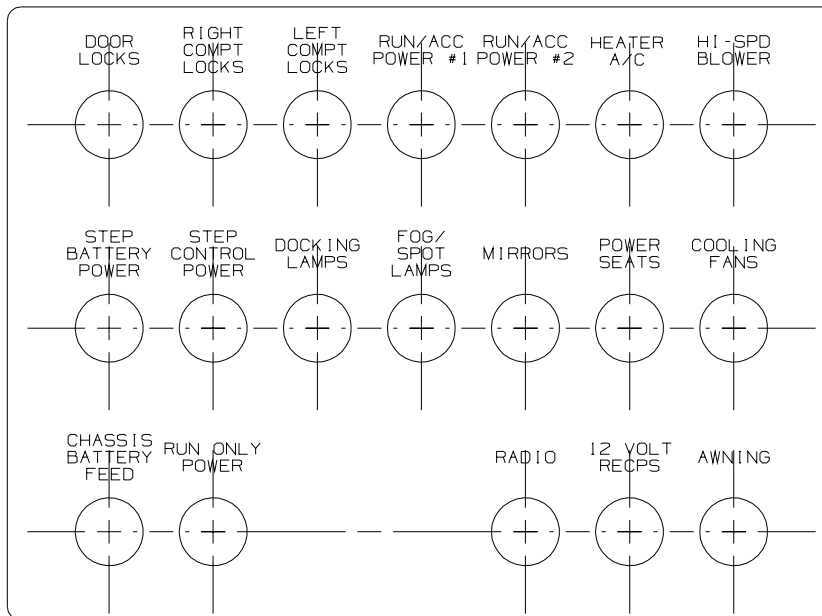 DOOR
LOCKS
RIGHT
COMPT
LOCKS
LEFT
COMPT
LOCKS
RUN/ACC
POWER #1
RUN/ACC
POWER #2
HEATER
A/C
HI-SPD
BLOWER
STEP
BATTERY
POWER
STEP
CONTROL
POWER
DOCKING
LAMPS
FOG/
SPOT
LAMPS
MIRRORS
POWER
SEATS
COOLING
FANS
CHASSIS
BATTERY
FEED
RUN ONLY
POWER
RADIO
12 VOLT
RECPS
AWNING